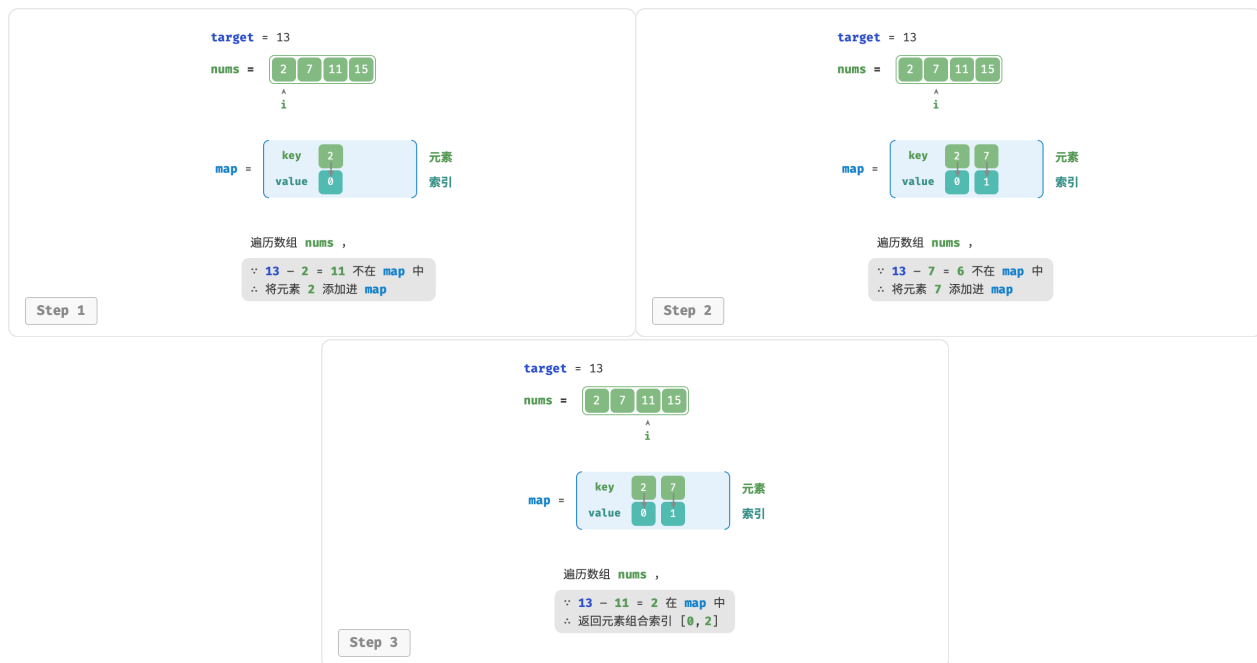 target = 13
nums = 2 7 11 15
i
key 2 元素
map =
value 0 索引
遍历数组 nums ,
∵ 13 − 2 = 11 不在 map 中
∴ 将元素 2 添加进 map
Step 1
target = 13
nums = 2 7 11 15
i
key 2 7 元素
map =
value 0 1 索引
遍历数组 nums ,
∵ 13 − 7 = 6 不在 map 中
∴ 将元素 7 添加进 map
Step 2
target = 13
nums = 2 7 11 15
i
key 2 7 元素
map =
value 0 1 索引
遍历数组 nums ,
∵ 13 − 11 = 2 在 map 中
∴ 返回元素组合索引 [0,2]
Step 3